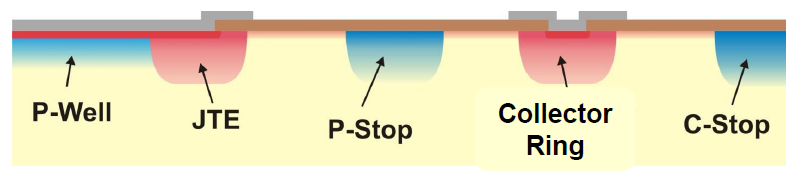 P-Well
JTE
P-Stop
Collector
Ring
C-Stop